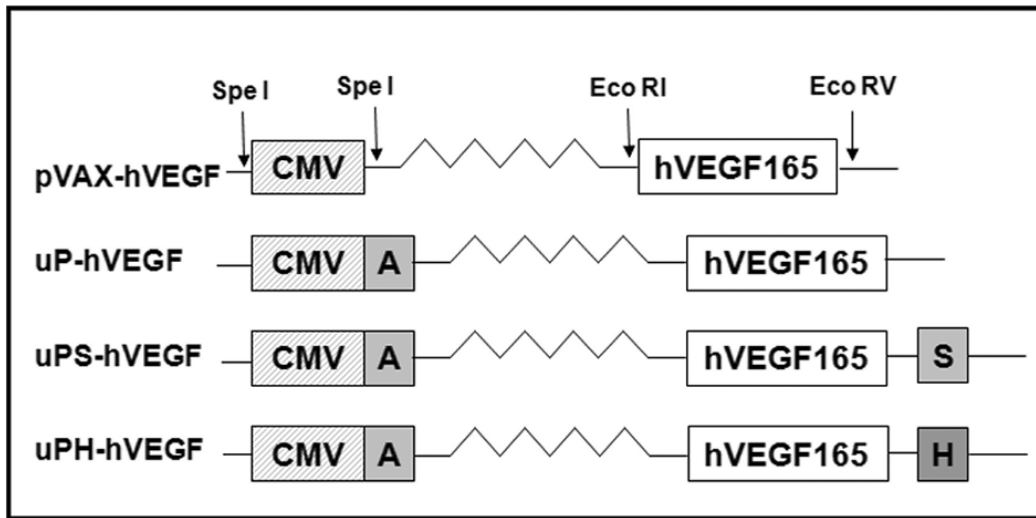 Spe I Spe I Eco RI Eco RV
pVAX-hVEGF CMV hVEGF165
uP-hVEGF CMV A hVEGF165
uPS-hVEGF CMV A hVEGF165 S
uPH-hVEGF CMV A hVEGF165 H